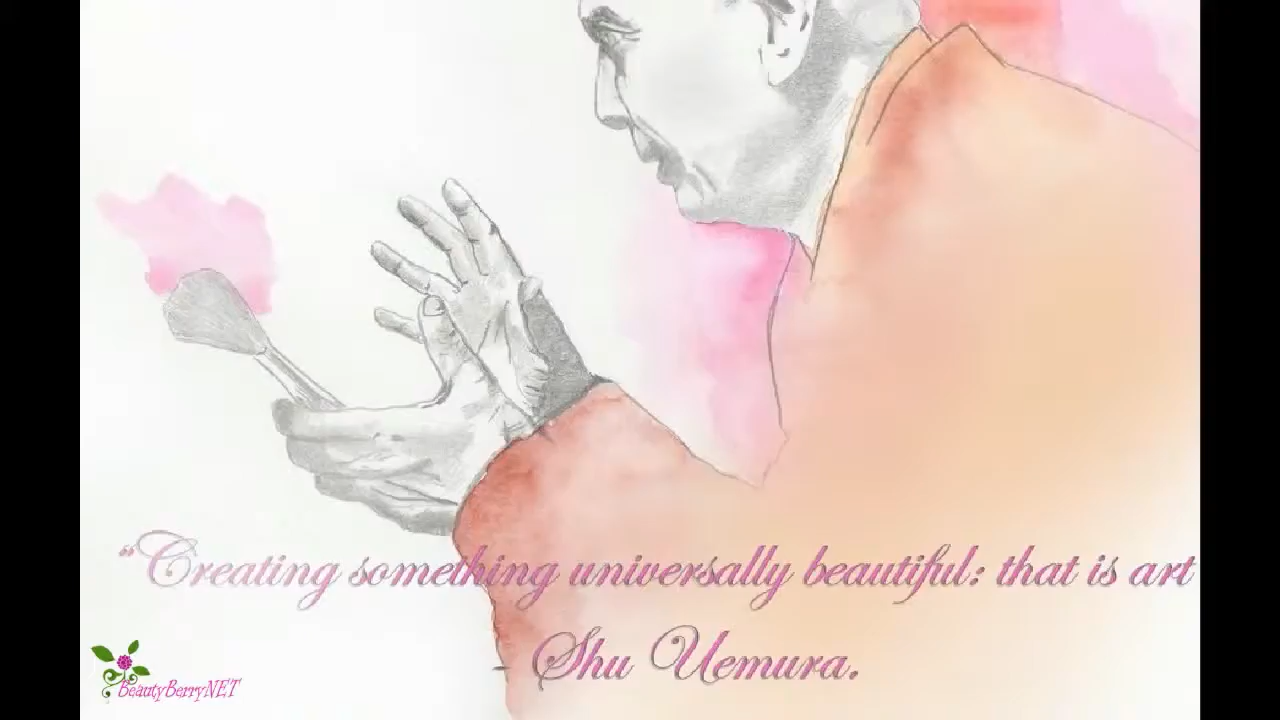 “Creating something universally beautiful: that is art
- Shu Uemura.
BeautyBerryNET